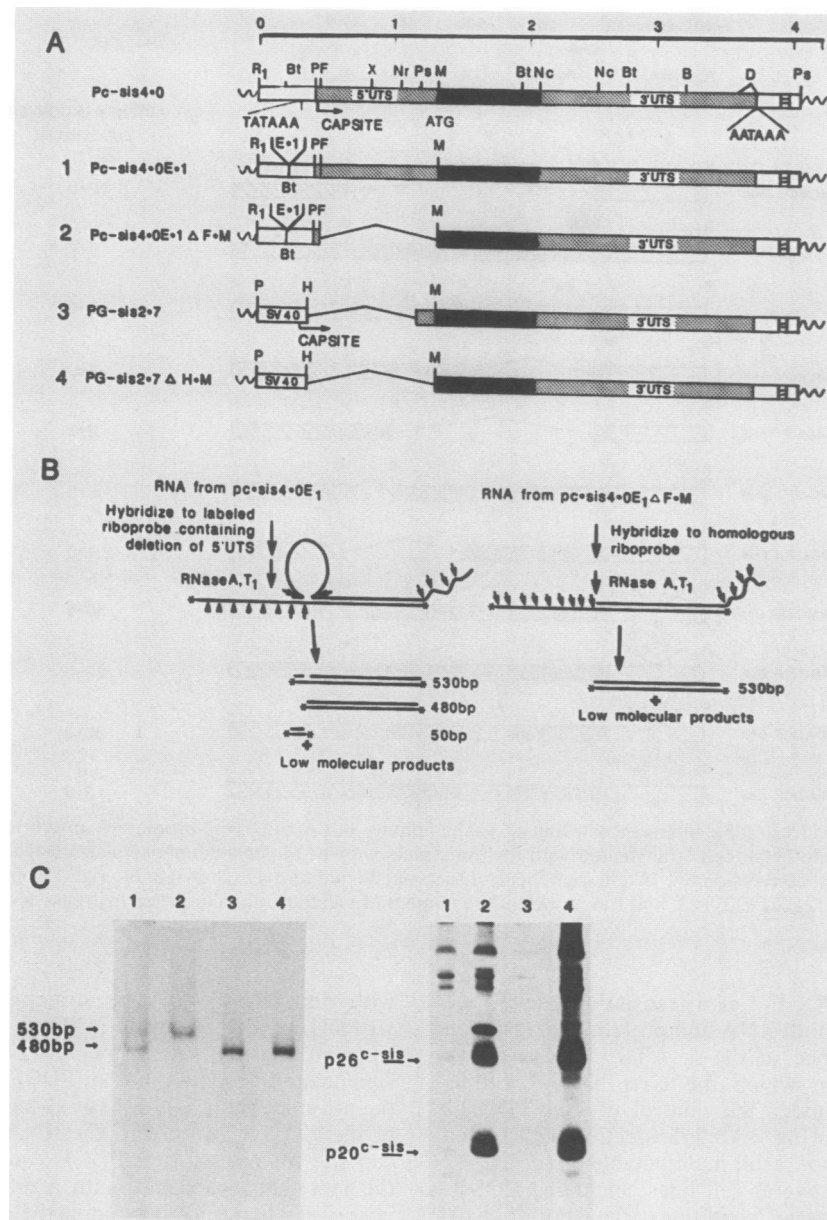 A
0 1 2 3 4
R1 Bt PF X Nr Ps M Bt Nc Nc Bt B D Ps
Pc-sis4•0 5'UTS 3'UTS
TATAAA CAPSITE ATG AATAAA
R1 E•1 PF M
1 Pc-sis4•0E•1 3'UTS
Bt
R1 E•1 PF M
2 Pc-sis4•0E•1 Δ F•M 3'UTS
Bt
P H M
3 PG-sis2•7 SV40 3'UTS
CAPSITE
P H M
4 PG-sis2•7 Δ H•M SV40 3'UTS
B
RNA from pc•sis4•0E1
Hybridize to labeled
riboprobe containing
deletion of 5'UTS
RNaseA,T1
530bp
480bp
50bp
+
Low molecular products
RNA from pc•sis4•0E1 Δ F•M
Hybridize to homologous
riboprobe
RNase A,T1
530bp
+
Low molecular products
C
1 2 3 4
530bp →
480bp →
1 2 3 4
p26c-sis→
p20c-sis→